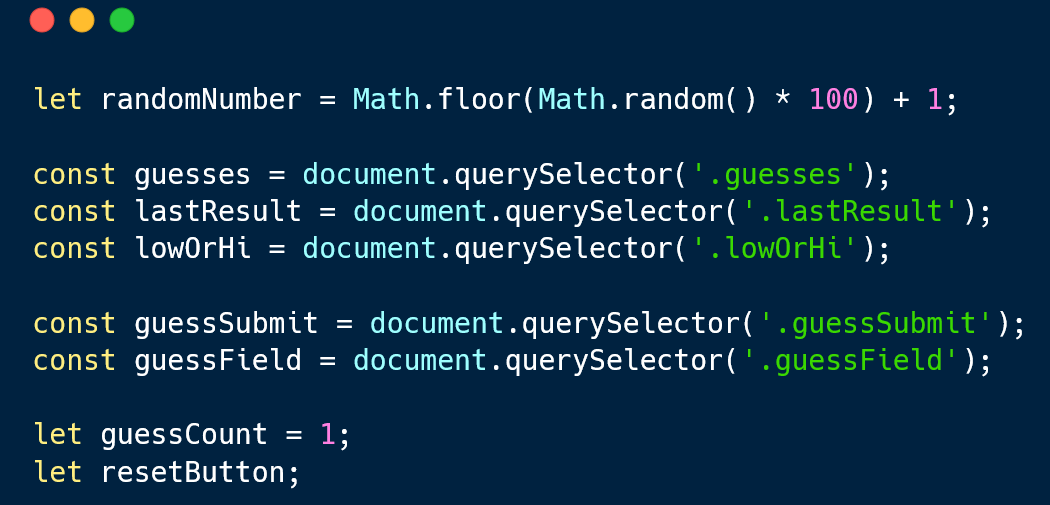 let randomNumber = Math.floor(Math.random() * 100) + 1;
const guesses = document.querySelector('.guesses');
const lastResult = document.querySelector('.lastResult');
const lowOrHi = document.querySelector('.lowOrHi');
const guessSubmit = document.querySelector('.guessSubmit');
const guessField = document.querySelector('.guessField');
let guessCount = 1;
let resetButton;